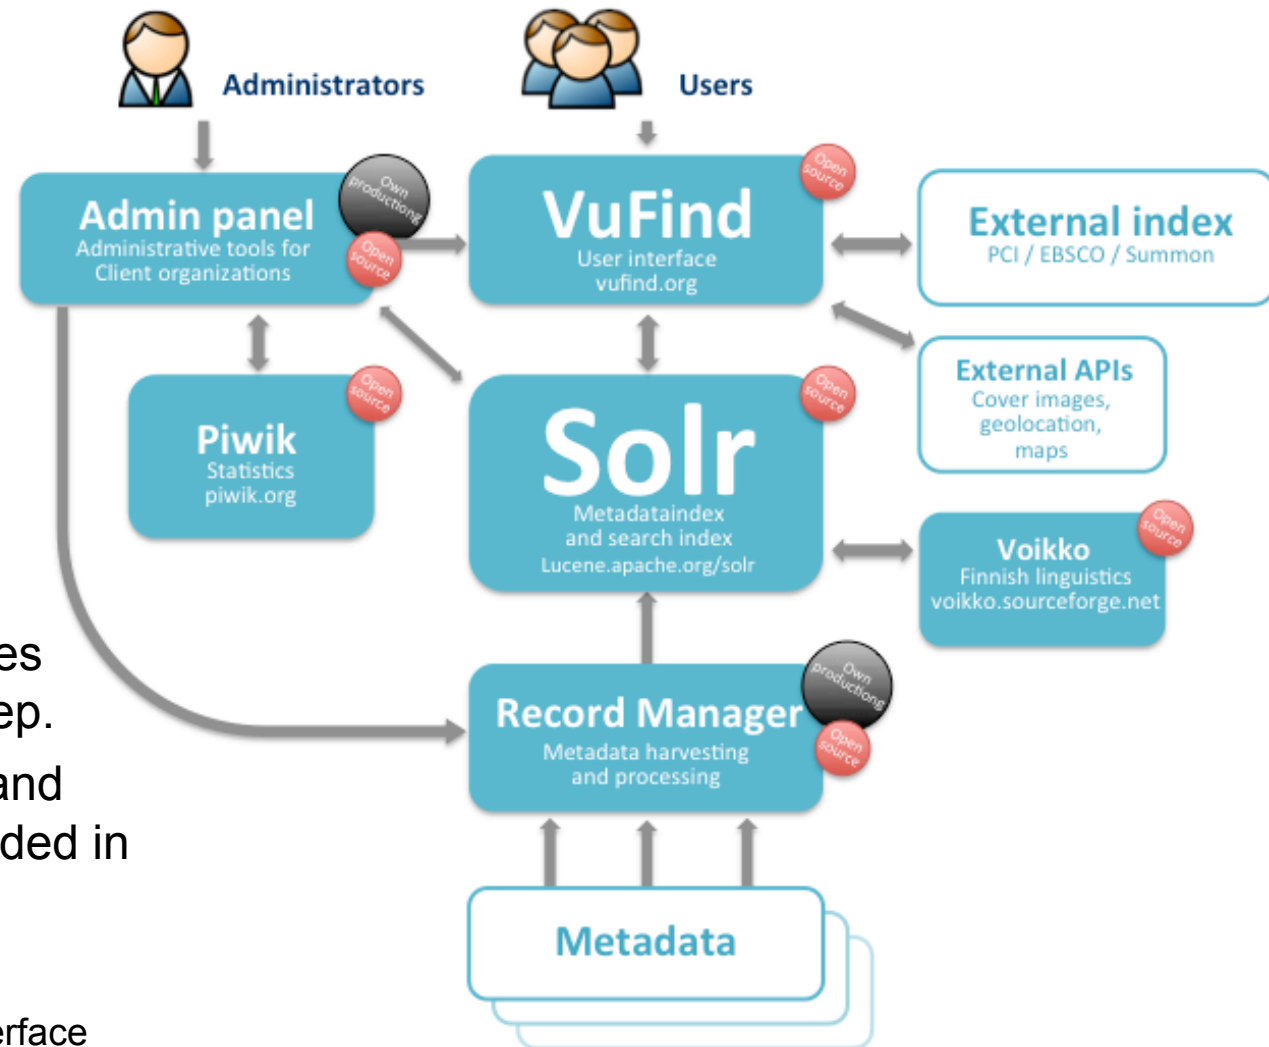 Administrators
Users
Admin panel
Administrative tools for
Client organizations
Own
productiong
Open
source
VuFind
User interface
vufind.org
Open
source
External index
PCI / EBSCO / Summon
External APIs
Cover images,
geolocation,
maps
Piwik
Statistics
piwik.org
Open
source
Solr
Metadataindex
and search index
Lucene.apache.org/solr
Open
source
Voikko
Finnish linguistics
voikko.sourceforge.net
Open
source
es
ep.
and
ded in
erface
Record Manager
Metadata harvesting
and processing
Own
productiong
Open
source
Metadata